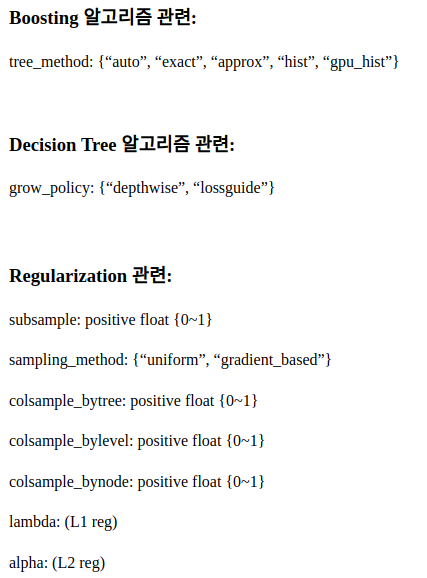 Boosting 알고리즘 관련:
tree_method: {“auto”, “exact”, “approx”, “hist”, “gpu_hist”}
Decision Tree 알고리즘 관련:
grow_policy: {“depthwise”, “lossguide”}
Regularization 관련:
subsample: positive float {0~1}
sampling_method: {“uniform”, “gradient_based”}
colsample_bytree: positive float {0~1}
colsample_bylevel: positive float {0~1}
colsample_bynode: positive float {0~1}
lambda: (L1 reg)
alpha: (L2 reg)